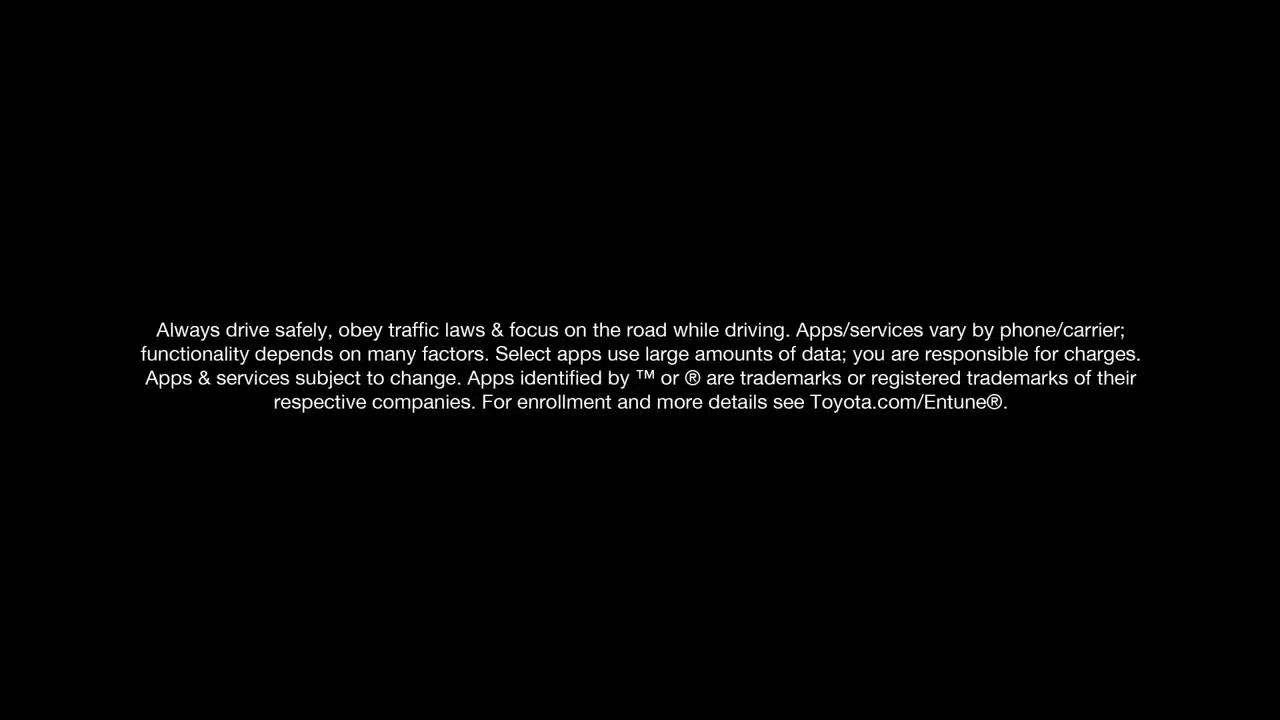 Always drive safely, obey traffic laws & focus on the road while driving. Apps/services vary by phone/carrier;
functionality depends on many factors. Select apps use large amounts of data; you are responsible for charges.
Apps & services subject to change. Apps identified by ™ or ® are trademarks or registered trademarks of their
respective companies. For enrollment and more details see Toyota.com/Entune®.